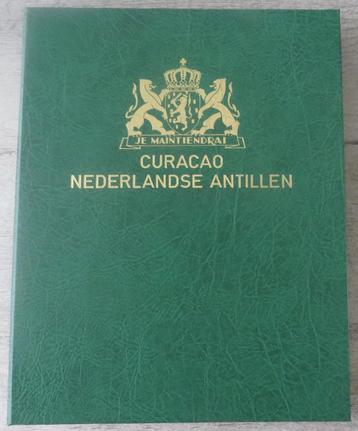 JE MAINTIENDRAI
CURACAO
NEDERLANDSE ANTILLEN